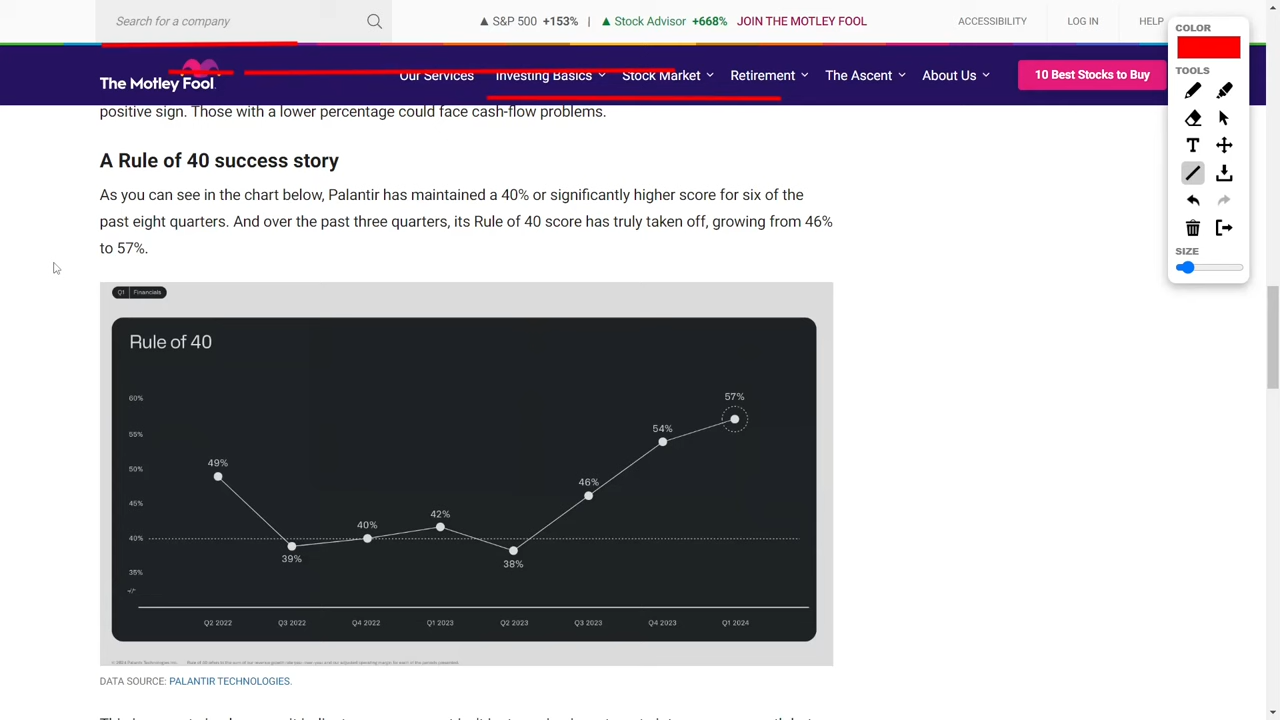 Search for a company
▲ S&P 500 +153% | ▲ Stock Advisor +668% JOIN THE MOTLEY FOOL
ACCESSIBILITY LOG IN HELP
The Motley Fool
Our Services Investing Basics Stock Market Retirement The Ascent About Us
10 Best Stocks to Buy
COLOR
TOOLS
T
SIZE
positive sign. Those with a lower percentage could face cash-flow problems.
A Rule of 40 success story
As you can see in the chart below, Palantir has maintained a 40% or significantly higher score for six of the
past eight quarters. And over the past three quarters, its Rule of 40 score has truly taken off, growing from 46%
to 57%.
Q1 Financials
Rule of 40
60%
55%
50%
45%
40%
35%
49%
39%
40%
42%
38%
46%
54%
57%
Q2 2022 Q3 2022 Q4 2022 Q1 2023 Q2 2023 Q3 2023 Q4 2023 Q1 2024
DATA SOURCE: PALANTIR TECHNOLOGIES.